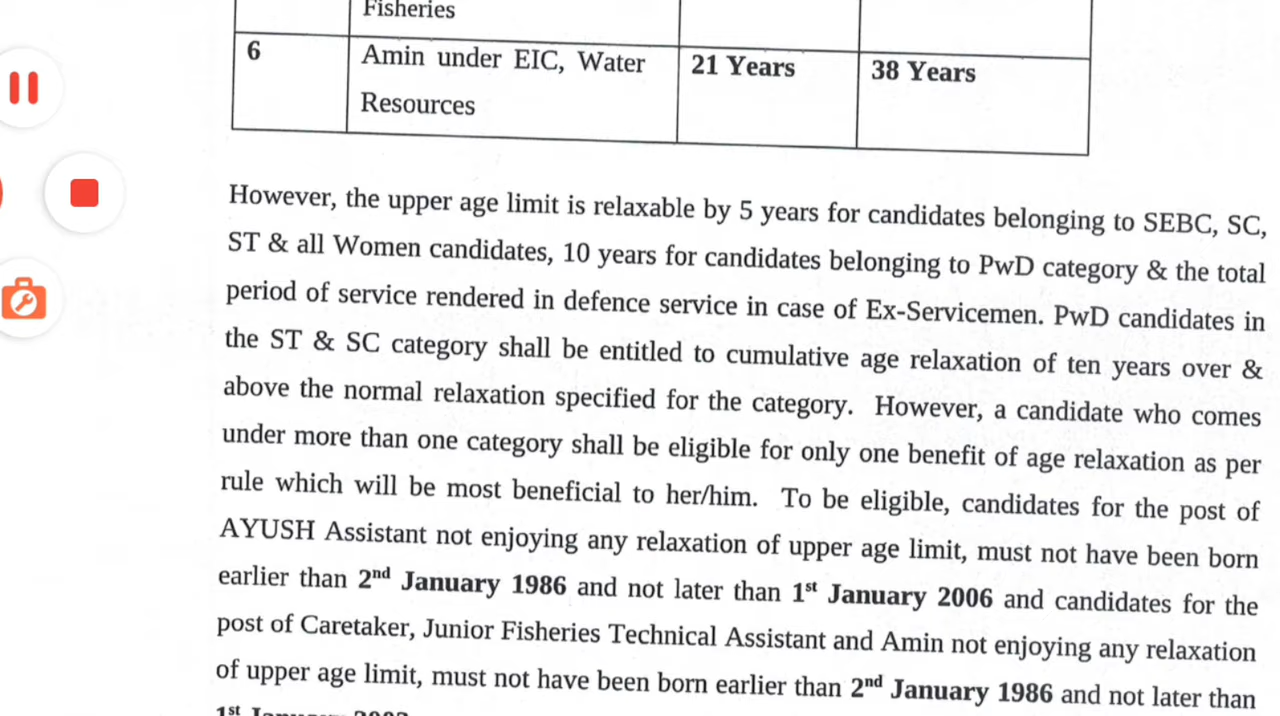 Fisheries
6 Amin under EIC, Water 21 Years 38 Years
Resources
However, the upper age limit is relaxable by 5 years for candidates belonging to SEBC, SC,
ST & all Women candidates, 10 years for candidates belonging to PwD category & the total
period of service rendered in defence service in case of Ex-Servicemen. PwD candidates in
the ST & SC category shall be entitled to cumulative age relaxation of ten years over &
above the normal relaxation specified for the category. However, a candidate who comes
under more than one category shall be eligible for only one benefit of age relaxation as per
rule which will be most beneficial to her/him. To be eligible, candidates for the post of
AYUSH Assistant not enjoying any relaxation of upper age limit, must not have been born
earlier than 2nd January 1986 and not later than 1st January 2006 and candidates for the
post of Caretaker, Junior Fisheries Technical Assistant and Amin not enjoying any relaxation
of upper age limit, must not have been born earlier than 2nd January 1986 and not later than
1st January